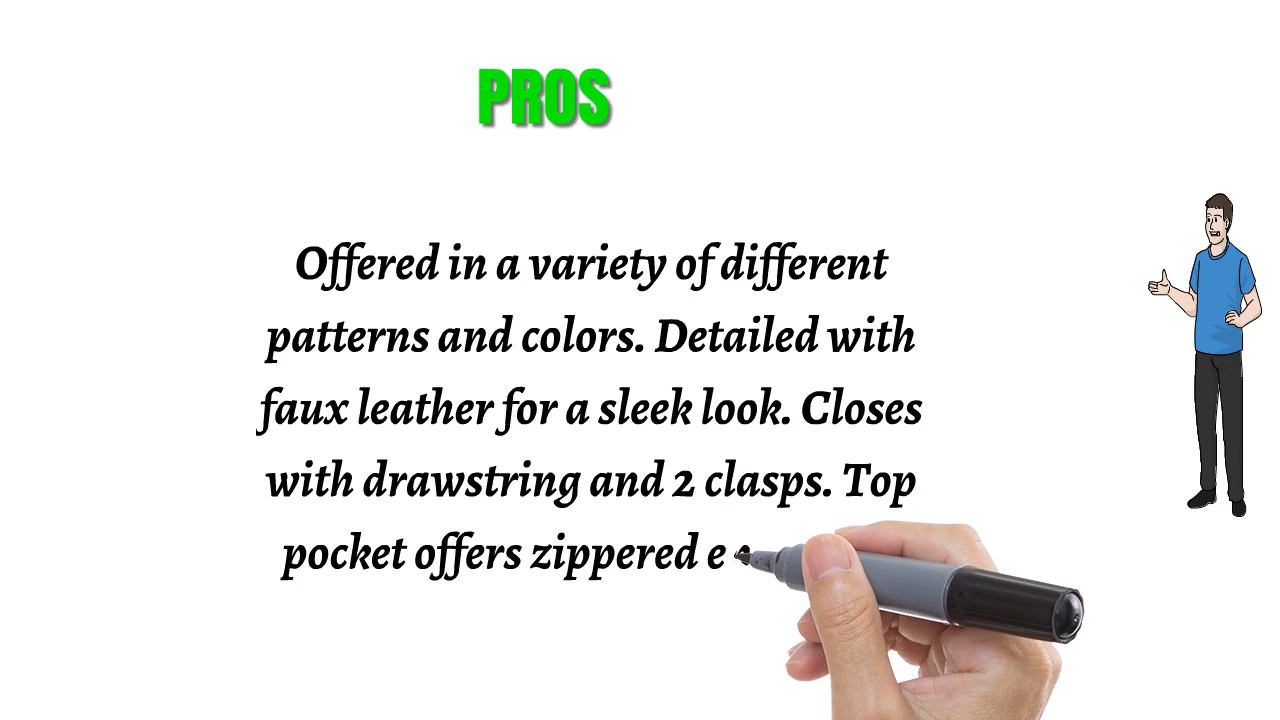 PROS
Offered in a variety of different
patterns and colors. Detailed with
faux leather for a sleek look. Closes
with drawstring and 2 clasps. Top
pocket offers zippered